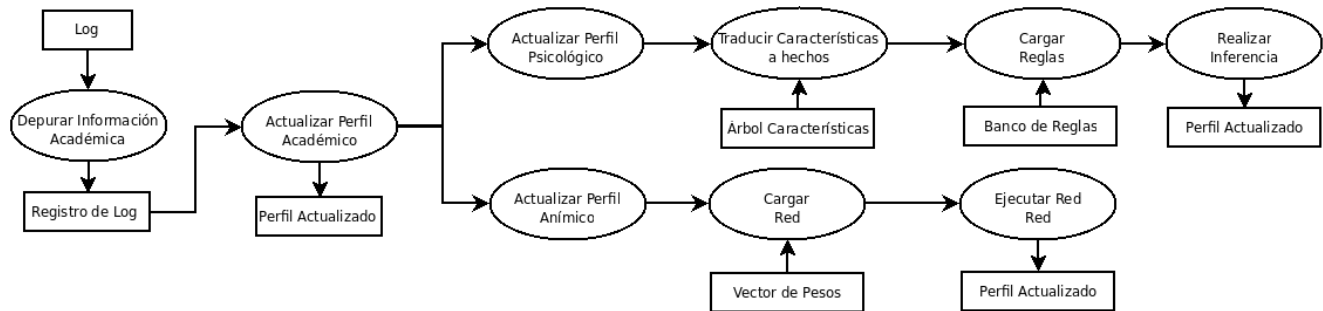 Log
Depurar Información
Académica
Registro de Log
Actualizar Perfil
Académico
Perfil Actualizado
Actualizar Perfil
Psicológico
Traducir Características
a hechos
Árbol Características
Cargar
Reglas
Banco de Reglas
Realizar
Inferencia
Perfil Actualizado
Actualizar Perfil
Anímico
Cargar
Red
Vector de Pesos
Ejecutar Red
Red
Perfil Actualizado